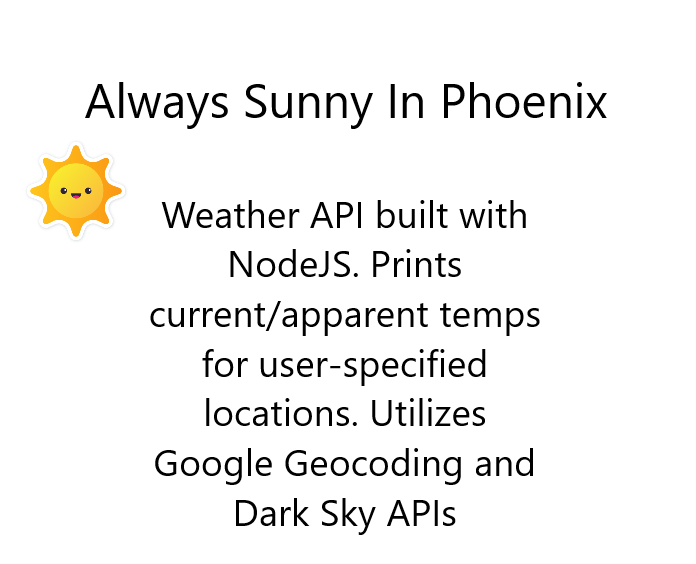 Always Sunny In Phoenix
Weather API built with
NodeJS. Prints
current/apparent temps
for user-specified
locations. Utilizes
Google Geocoding and
Dark Sky APIs